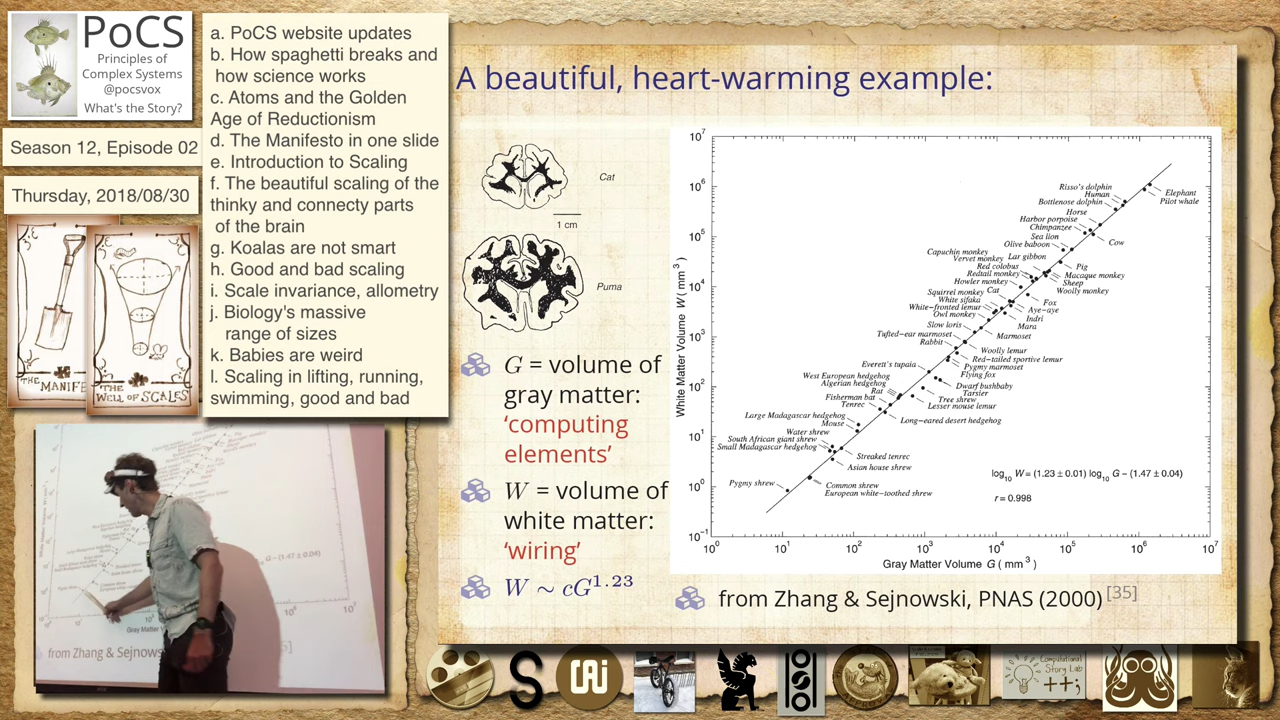 PoCS
Principles of
Complex Systems
@pocsvox
What's the Story?
Season 12, Episode 02
Thursday, 2018/08/30
THE MANIFE
THE
WELL OF SCALES
a. PoCS website updates
b. How spaghetti breaks and
how science works
c. Atoms and the Golden
Age of Reductionism
d. The Manifesto in one slide
e. Introduction to Scaling
f. The beautiful scaling of the
thinky and connecty parts
of the brain
g. Koalas are not smart
h. Good and bad scaling
i. Scale invariance, allometry
j. Biology's massive
range of sizes
k. Babies are weird
l. Scaling in lifting, running,
swimming, good and bad
A beautiful, heart-warming example:
Cat
1 cm
Puma
G = volume of
gray matter:
‘computing
elements’
W = volume of
white matter:
‘wiring’
W ∼ cG^1.23
10^7
10^6
10^5
10^4
10^3
10^2
10^1
10^0
10^−1
White Matter Volume W ( mm^3 )
Risso's dolphin
Human
Bottlenose dolphin
Horse
Harbor porpoise
Chimpanzee
Sea lion
Olive baboon
Capuchin monkey
Vervet monkey
Lar gibbon
Red colobus
Redtail monkey
Howler monkey
Squirrel monkey
Cat
White sifaka
White−fronted lemur
Owl monkey
Slow loris
Tufted−ear marmoset
Rabbit
Everett's tupaia
West European hedgehog
Algerian hedgehog
Rat
Fisherman bat
Tenrec
Large Madagascar hedgehog
Mouse
Water shrew
South African giant shrew
Small Madagascar hedgehog
Pygmy shrew
Elephant
Pilot whale
Cow
Pig
Macaque monkey
Sheep
Woolly monkey
Fox
Aye−aye
Indri
Mara
Marmoset
Woolly lemur
Red−tailed sportive lemur
Pygmy marmoset
Flying fox
Dwarf bushbaby
Tarsier
Tree shrew
Lesser mouse lemur
Long−eared desert hedgehog
Streaked tenrec
Asian house shrew
Common shrew
European white−toothed shrew
log10 W = (1.23 ± 0.01) log10 G − (1.47 ± 0.04)
r = 0.998
10^0 10^1 10^2 10^3 10^4 10^5 10^6 10^7
Gray Matter Volume G ( mm^3 )
from Zhang & Sejnowski, PNAS (2000) [35]
G − (1.47 ± 0.04)
10^6
10^7
Gray Matter V
from Zhang & Sejnows
Computational
Story Lab
++;